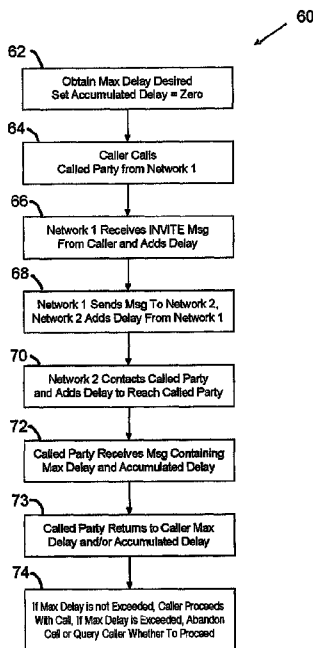 60
62
Obtain Max Delay Desired
Set Accumulated Delay = Zero
64
Caller Calls
Called Party from Network 1
66
Network 1 Receives INVITE Msg
From Caller and Adds Delay
68
Network 1 Sends Msg To Network 2,
Network 2 Adds Delay From Network 1
70
Network 2 Contacts Called Party
and Adds Delay to Reach Called Party
72
Called Party Receives Msg Containing
Max Delay and Accumulated Delay
73
Called Party Returns to Caller Max
Delay and/or Accumulated Delay
74
If Max Delay is not Exceeded, Caller Proceeds
With Call, If Max Delay is Exceeded, Abandon
Call or Query Caller Whether To Proceed